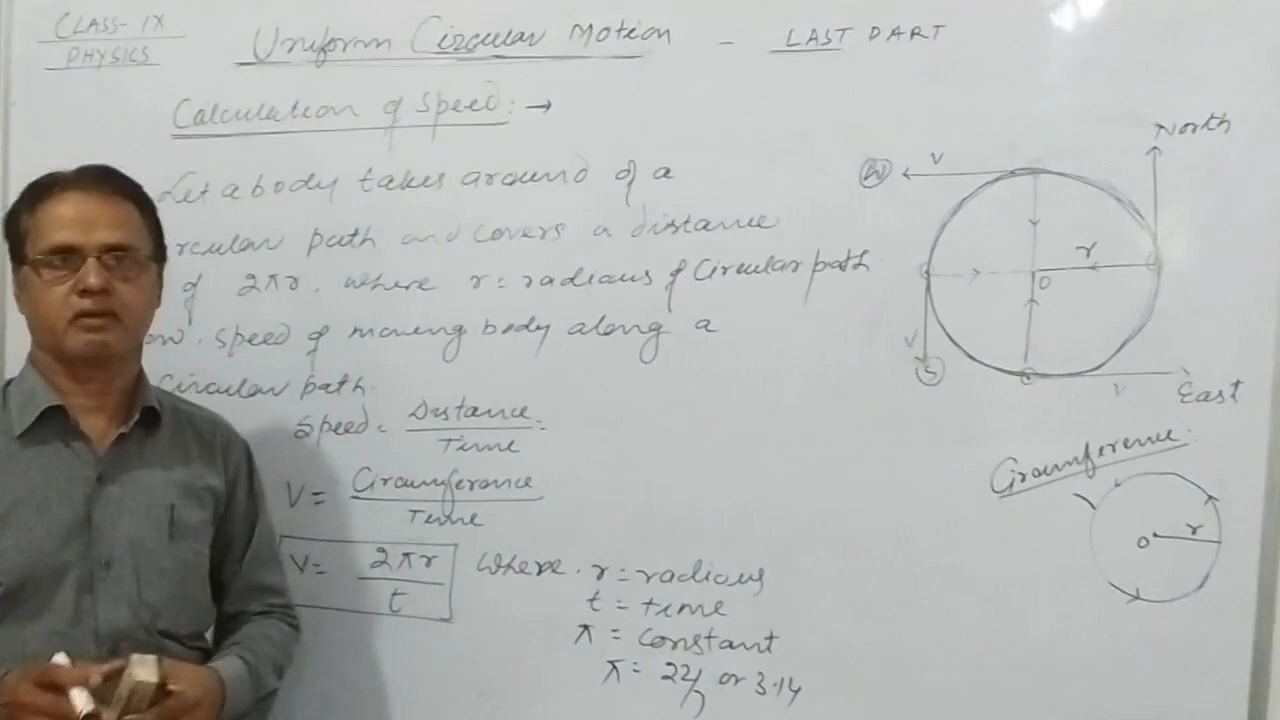 CLASS-IX
PHYSICS
Uniform Circular Motion - LAST PART
Calculation of Speed: →
Let a body takes around of a
rcular path and covers a distance
of 2πr. where r = radious of Circular path
ow. speed of moving body along a
Circular path.
Speed = Distance
Time
V = Circumference
Time
V = 2πr
t
where. r = radious
t = time
π = constant
π = 22/7 or 3.14
North
W
V
r
O
V
S
East
Circumference.
O
r